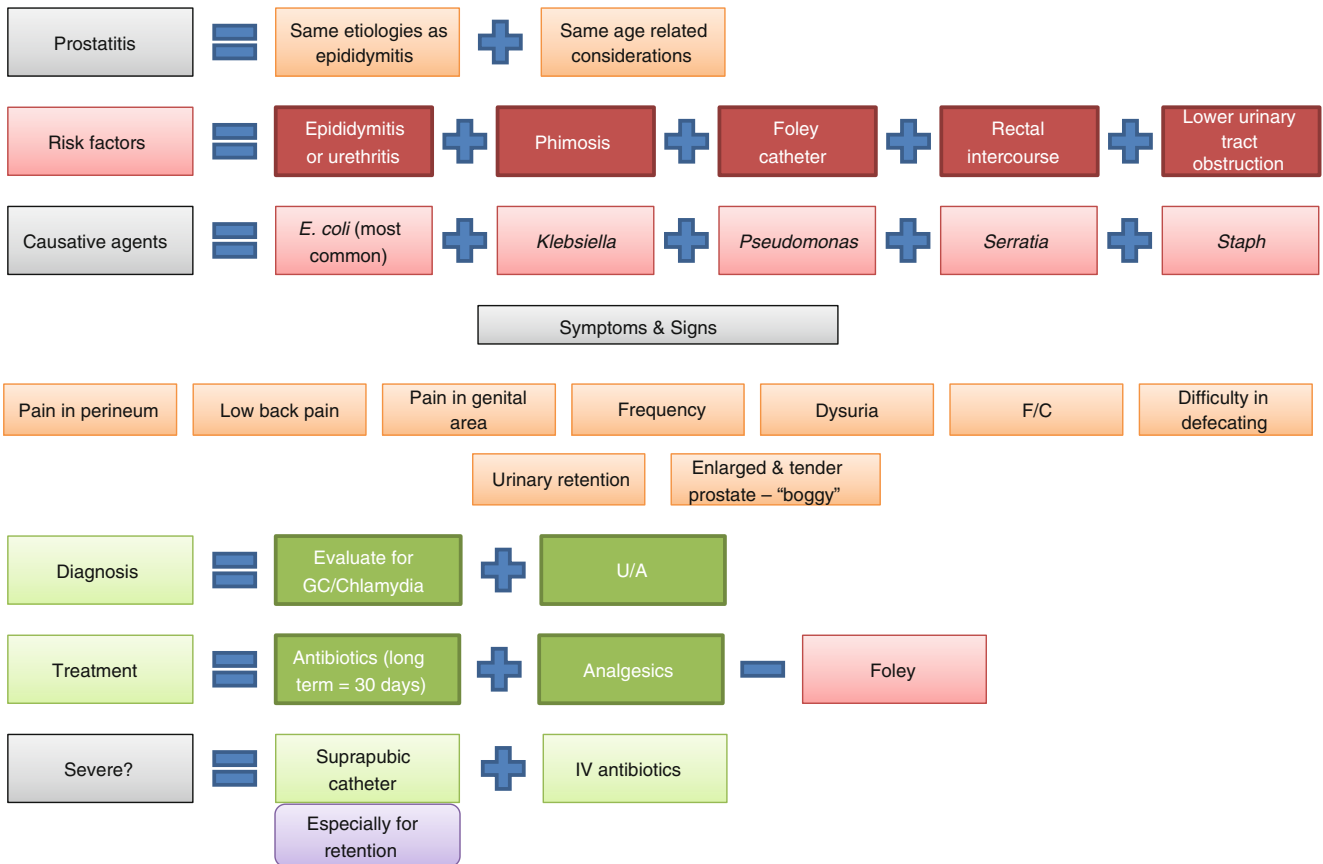 Prostatitis
Same etiologies as
epididymitis
Same age related
considerations
Risk factors
Epididymitis
or urethritis
Phimosis
Foley
catheter
Rectal
intercourse
Lower urinary
tract
obstruction
Causative agents
E. coli (most
common)
Klebsiella
Pseudomonas
Serratia
Staph
Symptoms & Signs
Pain in perineum
Low back pain
Pain in genital
area
Frequency
Dysuria
F/C
Difficulty in
defecating
Urinary retention
Enlarged & tender
prostate – “boggy”
Diagnosis
Evaluate for
GC/Chlamydia
U/A
Treatment
Antibiotics (long
term = 30 days)
Analgesics
Foley
Severe?
Suprapubic
catheter
IV antibiotics
Especially for
retention